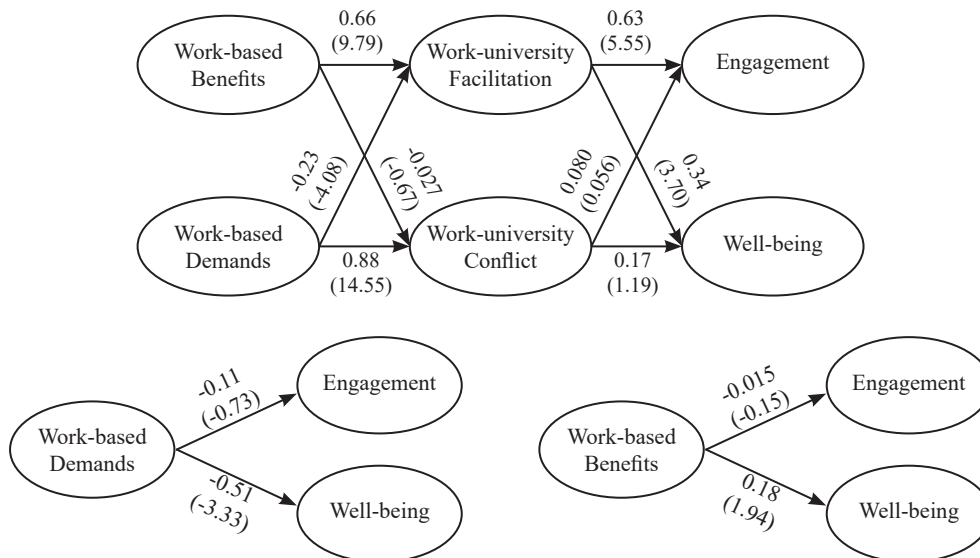 0.66
(9.79)
0.63
(5.55)
Work-based
Benefits
Work-university
Facilitation
Engagement
-0.23
(-4.08)
-0.027
(-0.67)
0.080
(0.056)
0.34
(3.70)
Work-based
Demands
Work-university
Conflict
Well-being
0.88
(14.55)
0.17
(1.19)
Work-based
Demands
-0.11
(-0.73)
Engagement
-0.51
(-3.33)
Well-being
Work-based
Benefits
-0.015
(-0.15)
Engagement
0.18
(1.94)
Well-being